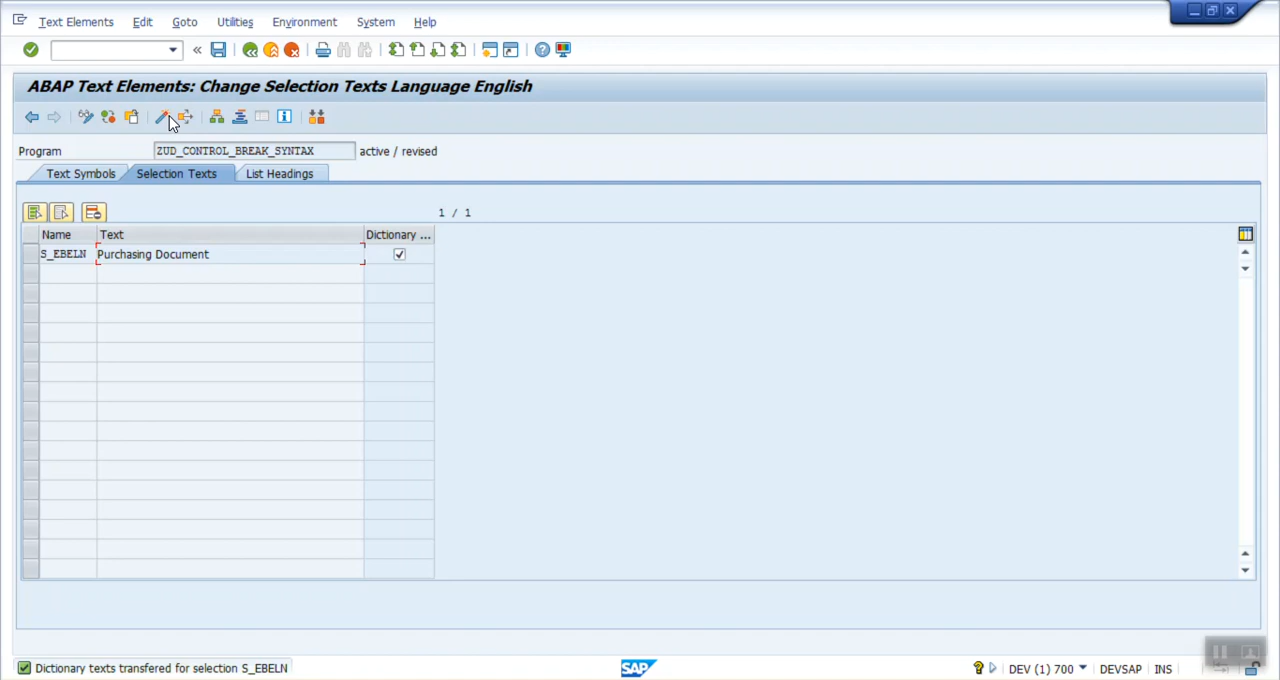 Text Elements Edit Goto Utilities Environment System Help
ABAP Text Elements: Change Selection Texts Language English
Program ZUD_CONTROL_BREAK_SYNTAX active / revised
Text Symbols Selection Texts List Headings
1 / 1
Name Text Dictionary ...
S_EBELN Purchasing Document
Dictionary texts transfered for selection S_EBELN SAP DEV (1) 700 DEVSAP INS